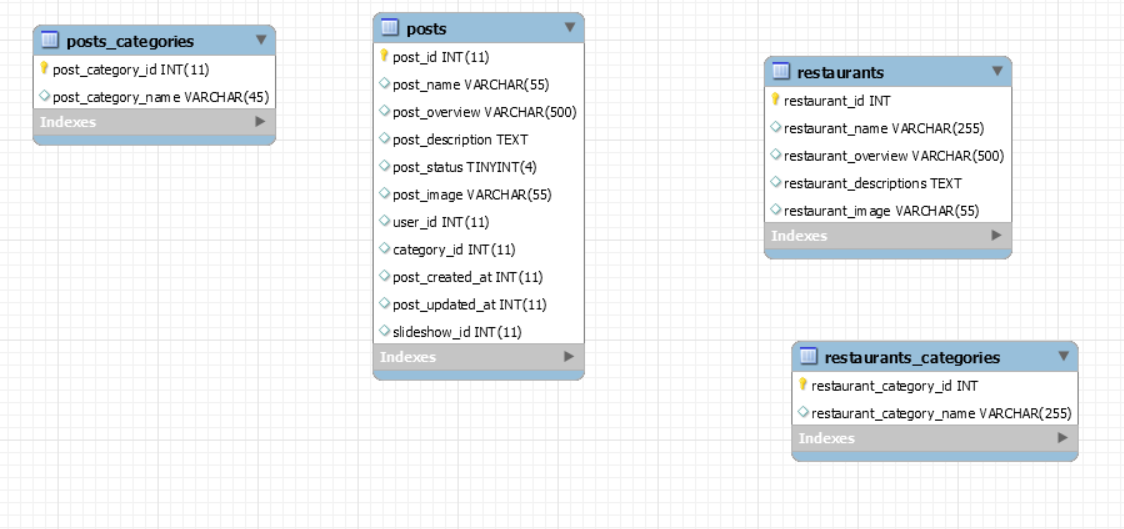 posts_categories
post_category_id INT(11)
post_category_name VARCHAR(45)
Indexes
posts
post_id INT(11)
post_name VARCHAR(55)
post_overview VARCHAR(500)
post_description TEXT
post_status TINYINT(4)
post_image VARCHAR(55)
user_id INT(11)
category_id INT(11)
post_created_at INT(11)
post_updated_at INT(11)
slideshow_id INT(11)
Indexes
restaurants
restaurant_id INT
restaurant_name VARCHAR(255)
restaurant_overview VARCHAR(500)
restaurant_descriptions TEXT
restaurant_image VARCHAR(55)
Indexes
restaurants_categories
restaurant_category_id INT
restaurant_category_name VARCHAR(255)
Indexes